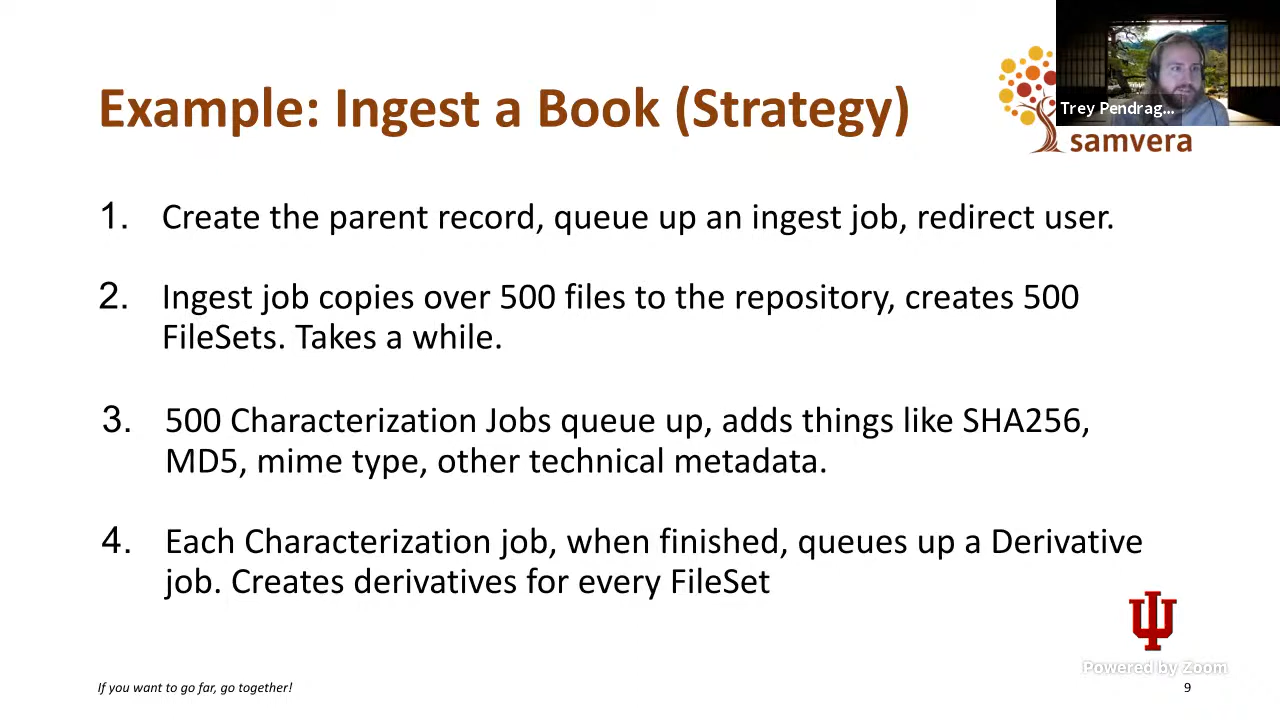 Example: Ingest a Book (Strategy)
Trey Pendrag...
samvera
1. Create the parent record, queue up an ingest job, redirect user.
2. Ingest job copies over 500 files to the repository, creates 500
FileSets. Takes a while.
3. 500 Characterization Jobs queue up, adds things like SHA256,
MD5, mime type, other technical metadata.
4. Each Characterization job, when finished, queues up a Derivative
job. Creates derivatives for every FileSet
Powered by Zoom
If you want to go far, go together!
9